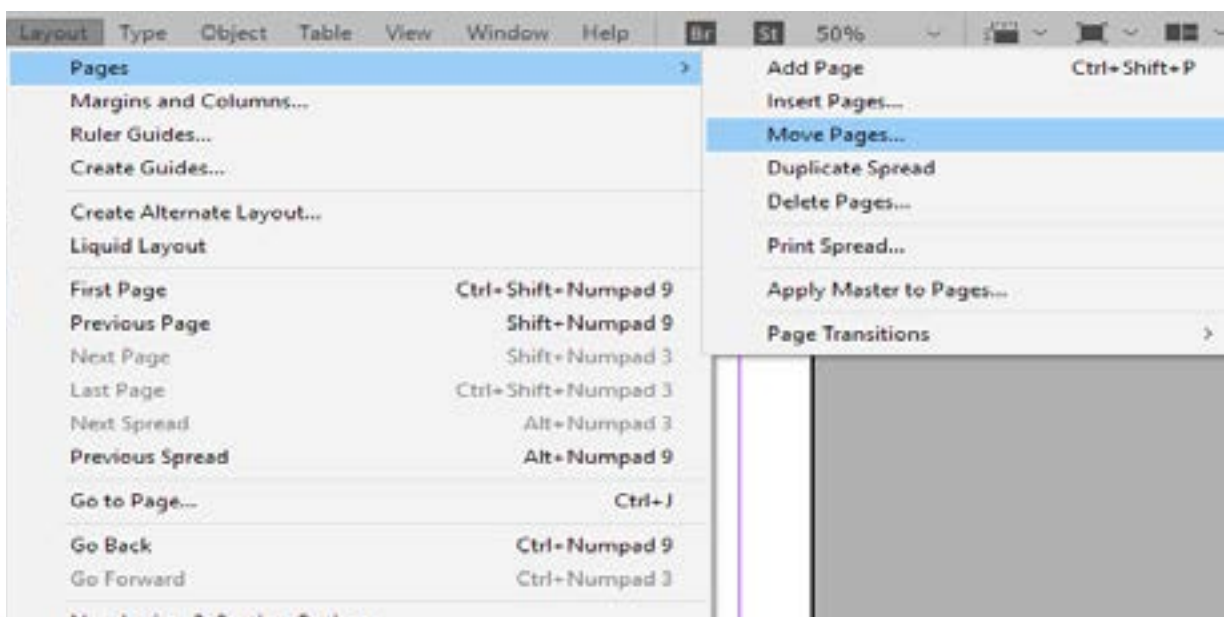 Layout Type Object Table View Window Help Br St 50%
Pages >
Margins and Columns...
Ruler Guides...
Create Guides...
Create Alternate Layout...
Liquid Layout
First Page Ctrl+Shift+Numpad 9
Previous Page Shift+Numpad 9
Next Page Shift+Numpad 3
Last Page Ctrl+Shift+Numpad 3
Next Spread Alt+Numpad 3
Previous Spread Alt+Numpad 9
Go to Page... Ctrl+J
Go Back Ctrl+Numpad 9
Go Forward Ctrl+Numpad 3
Add Page Ctrl+Shift+P
Insert Pages...
Move Pages...
Duplicate Spread
Delete Pages...
Print Spread...
Apply Master to Pages...
Page Transitions >